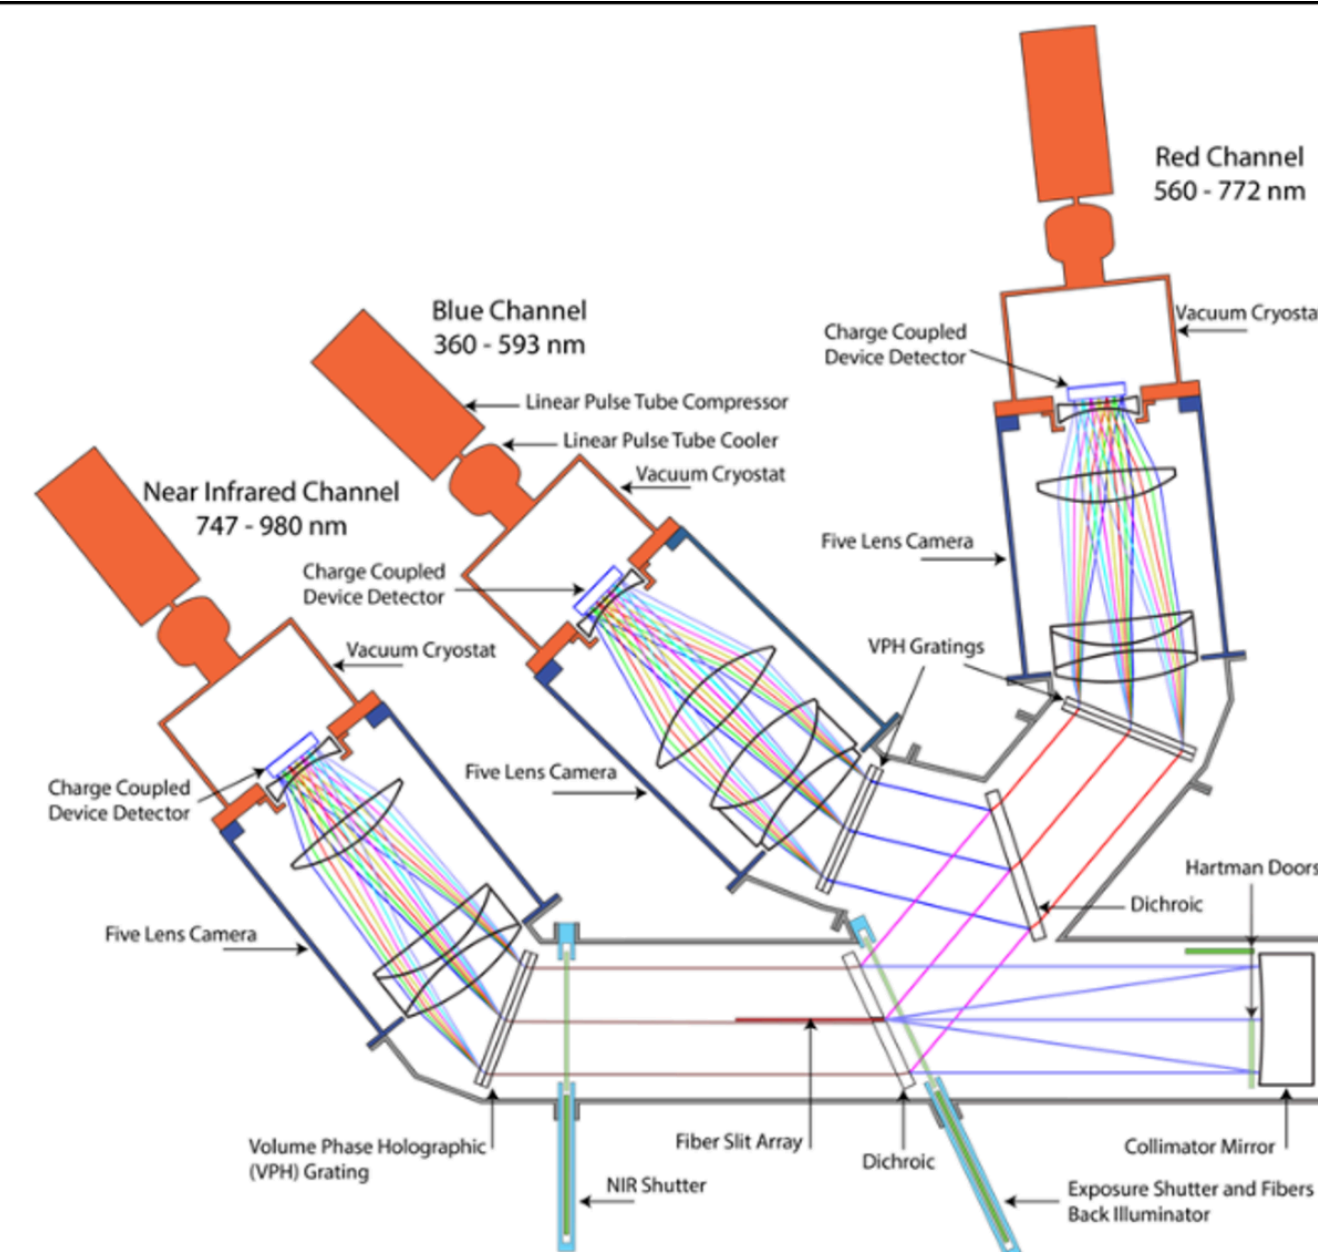 Red Channel
560 - 772 nm
Blue Channel
360 - 593 nm
Vacuum Cryosta
Charge Coupled
Device Detector
Linear Pulse Tube Compressor
Linear Pulse Tube Cooler
Vacuum Cryostat
Near Infrared Channel
747 - 980 nm
Five Lens Camera
Charge Coupled
Device Detector
VPH Gratings
Vacuum Cryostat
Five Lens Camera
Charge Coupled
Device Detector
Hartman Doors
Dichroic
Five Lens Camera
Volume Phase Holographic
(VPH) Grating
Fiber Slit Array
Dichroic
Collimator Mirror
NIR Shutter
Exposure Shutter and Fibers
Back Illuminator